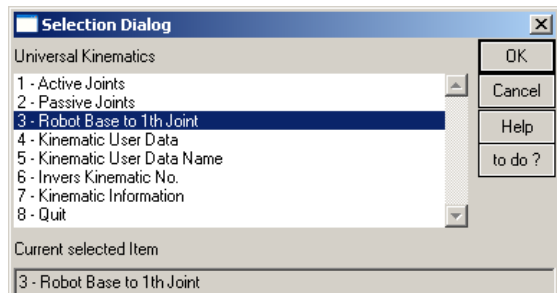 Selection Dialog
Universal Kinematics
OK
1 - Active Joints
2 - Passive Joints
Cancel
3 - Robot Base to 1th Joint
4 - Kinematic User Data
Help
5 - Kinematic User Data Name
6 - Invers Kinematic No.
to do ?
7 - Kinematic Information
8 - Quit
Current selected Item
3 - Robot Base to 1th Joint